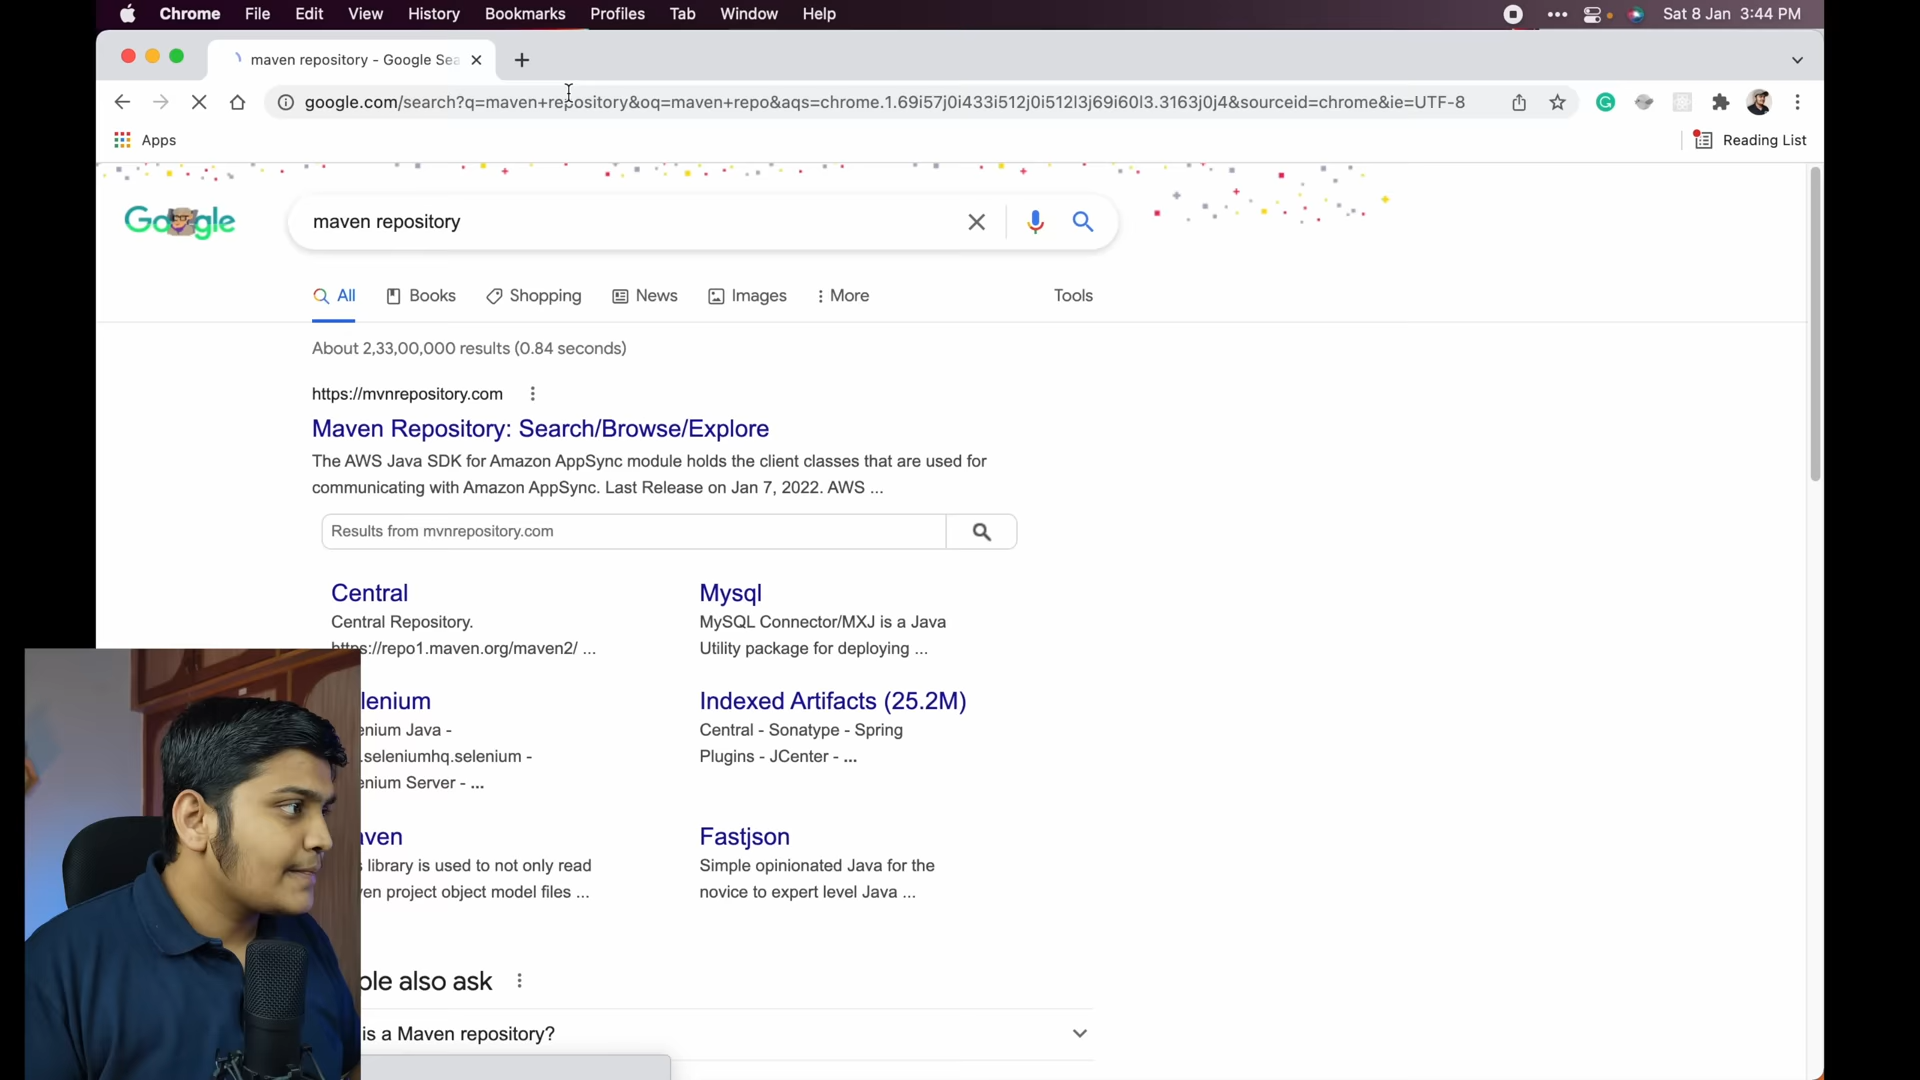 Chrome File Edit View History Bookmarks Profiles Tab Window Help Sat 8 Jan 3:44 PM
maven repository - Google Sea
google.com/search?q=maven+repository&oq=maven+repo&aqs=chrome.1.69i57j0i433i512j0i512l3j69i60l3.3163j0j4&sourceid=chrome&ie=UTF-8
Apps Reading List
Google
maven repository
All Books Shopping News Images More Tools
About 2,33,00,000 results (0.84 seconds)
https://mvnrepository.com
Maven Repository: Search/Browse/Explore
The AWS Java SDK for Amazon AppSync module holds the client classes that are used for
communicating with Amazon AppSync. Last Release on Jan 7, 2022. AWS ...
Results from mvnrepository.com
Central
Central Repository.
https://repo1.maven.org/maven2/ ...
Mysql
MySQL Connector/MXJ is a Java
Utility package for deploying ...
lenium
enium Java -
.seleniumhq.selenium -
enium Server - ...
Indexed Artifacts (25.2M)
Central - Sonatype - Spring
Plugins - JCenter - ...
aven
library is used to not only read
en project object model files ...
Fastjson
Simple opinionated Java for the
novice to expert level Java ...
ple also ask
is a Maven repository?